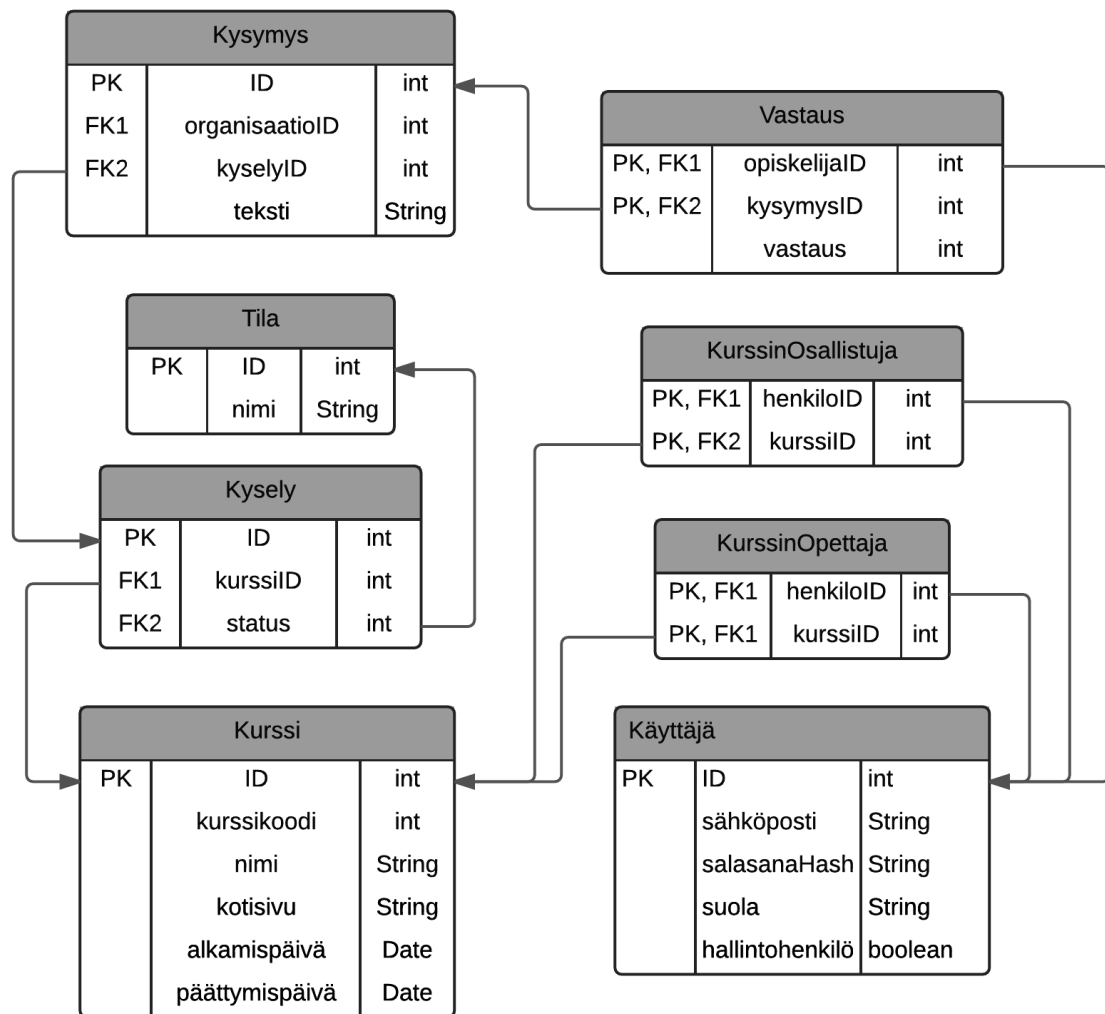 Kysymys
PK ID int
FK1 organisaatioID int
FK2 kyselyID int
teksti String
Vastaus
PK, FK1 opiskelijaID int
PK, FK2 kysymysID int
vastaus int
Tila
PK ID int
nimi String
KurssinOsallistuja
PK, FK1 henkiloID int
PK, FK2 kurssiID int
Kysely
PK ID int
FK1 kurssiID int
FK2 status int
KurssinOpettaja
PK, FK1 henkiloID int
PK, FK1 kurssiID int
Kurssi
PK ID int
kurssikoodi int
nimi String
kotisivu String
alkamispäivä Date
päättymispäivä Date
Käyttäjä
PK ID int
sähköposti String
salasanaHash String
suola String
hallintohenkilö boolean